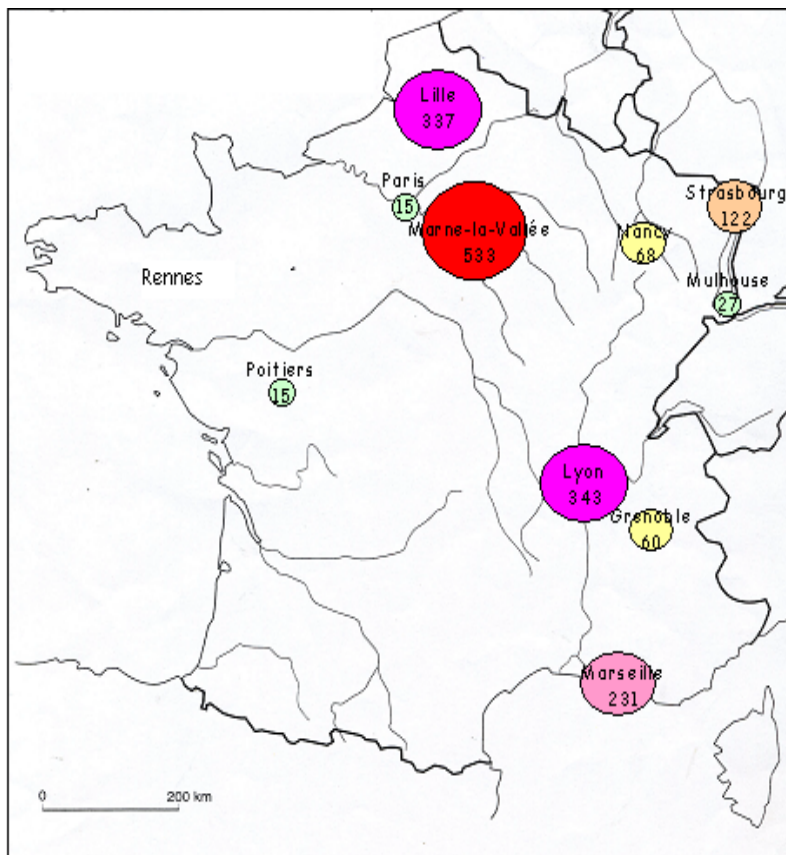 Lille
337
Paris
15
Strasbourg
122
Marne-la-Vallée
533
Nancy
68
Rennes
Mulhouse
27
Poitiers
15
Lyon
343
Grenoble
60
Marseille
231
0 200 km